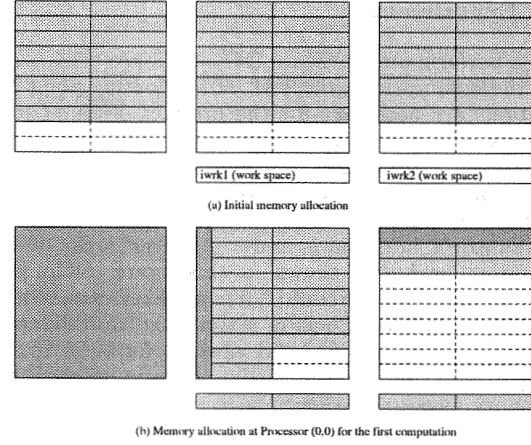 iwrk1 (work space)
iwrk2 (work space)
(a) Initial memory allocation
(b) Memory allocation at Processor (0,0) for the first computation